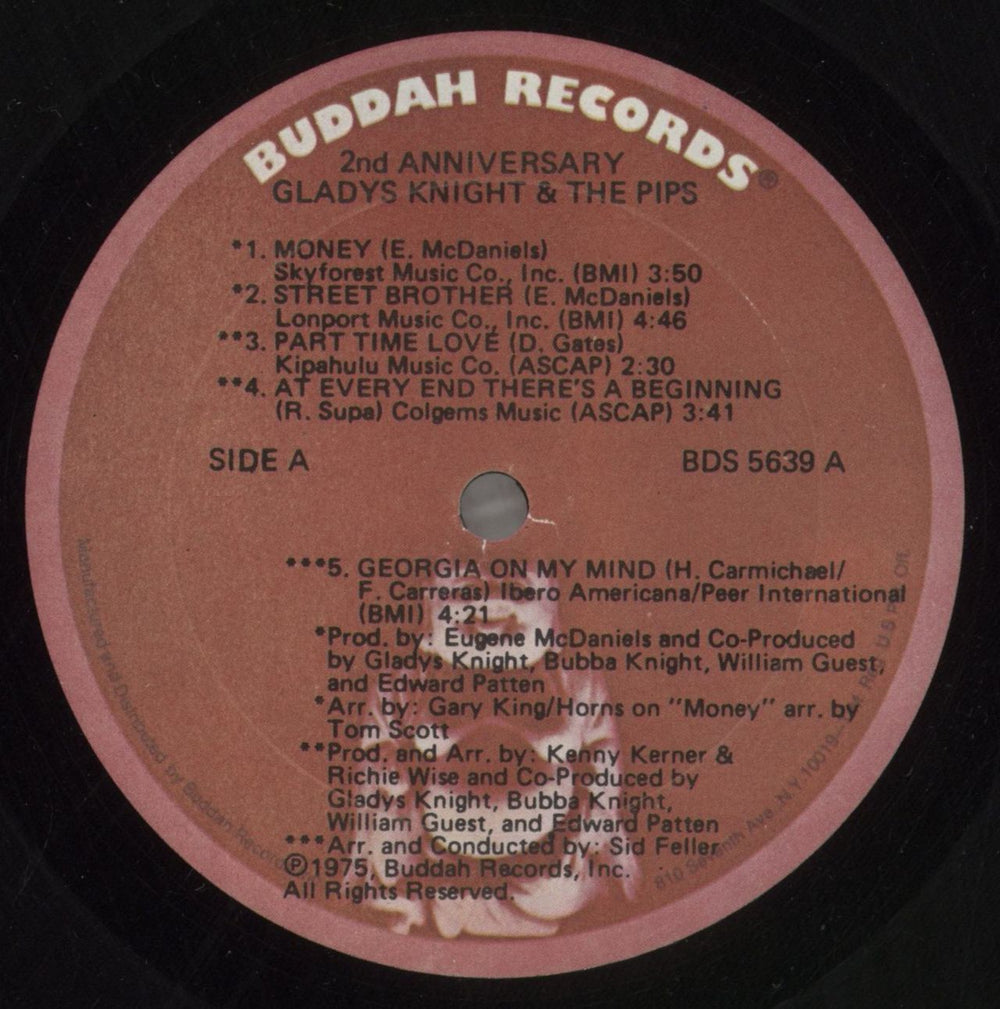 BUDDAH RECORDS®
2nd ANNIVERSARY
GLADYS KNIGHT & THE PIPS
*1. MONEY (E. McDaniels)
Skyforest Music Co., Inc. (BMI) 3:50
*2. STREET BROTHER (E. McDaniels)
Lonport Music Co., Inc. (BMI) 4:46
**3. PART TIME LOVE (D. Gates)
Kipahulu Music Co. (ASCAP) 2:30
**4. AT EVERY END THERE'S A BEGINNING
(R. Supa) Colgems Music (ASCAP) 3:41
SIDE A
BDS 5639 A
***5. GEORGIA ON MY MIND (H. Carmichael/
F. Carreras) Ibero Americana/Peer International
(BMI) 4:21
*Prod. by: Eugene McDaniels and Co-Produced
by Gladys Knight, Bubba Knight, William Guest,
and Edward Patten
*Arr. by: Gary King/Horns on "Money" arr. by
Tom Scott
**Prod. and Arr. by: Kenny Kerner &
Richie Wise and Co-Produced by
Gladys Knight, Bubba Knight,
William Guest, and Edward Patten
***Arr. and Conducted by: Sid Feller
℗1975, Buddah Records, Inc.
All Rights Reserved.
Manufactured and Distributed by Buddah Records
810 Seventh Ave. N.Y. 10019— U.S. Off.